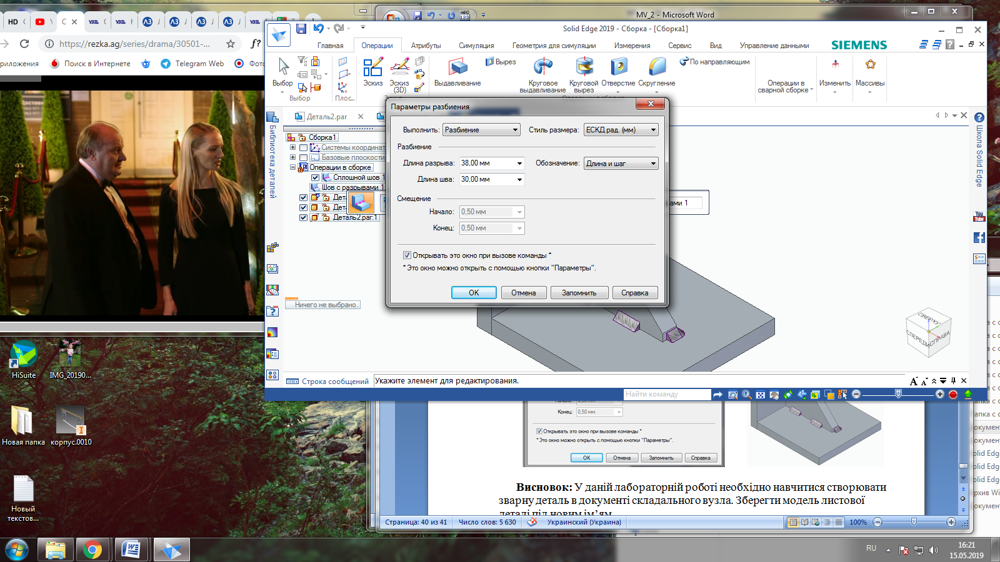 MV_2 - Microsoft Word
HD
https://rezka.ag/series/drama/30501-...
Поиск в Интернете
Telegram Web
Solid Edge 2019 - Сборка - [Сборка1]
Главная Операции Атрибуты Симуляция Геометрия для симуляции Измерения Сервис Вид Управление данными
SIEMENS
Выбор
Эскиз
Эскиз (3D)
Выдавливание
Вырез
Круговое выдавливание
Круговой вырез
Отверстие
Скругление
По направляющим
Операции в сварной сборке
Изменить
Массивы
Выбор
Плос..
Деталь2.par
Библиотека деталей
Школа Solid Edge
Сборка1
Системы координат
Базовые плоскости
Операции в сборке
Сплошной шов 1
Шов с разрывами 1
Деталь2.par:1
Ничего не выбрано.
Параметры разбиения
Выполнить: Разбиение
Стиль размера: ЕСКД рад. (мм)
Разбиение
Длина разрыва: 38,00 мм
Обозначение: Длина и шаг
Длина шва: 30,00 мм
Смещение
Начало: 0,50 мм
Конец: 0,50 мм
Открывать это окно при вызове команды *
* Это окно можно открыть с помощью кнопки "Параметры".
OK Отмена Запомнить Справка
ами 1
You Tube
СВЕРХУ
СПЕРЕДИ
СПРАВА
Строка сообщений
Укажите элемент для редактирования.
Найти команду
Конец: 0,50 мм
Открывать это окно при вызове команды *
* Это окно можно открыть с помощью кнопки "Параметры".
OK Отмена Запомнить Справка
Висновок: У даній лабораторній роботі необхідно навчитися створювати
зварну деталь в документі складального вузла. Зберегти модель листової
деталі під новим ім’ям
Страница: 40 из 41 Число слов: 5 630 Украинский (Украина) 100%
HiSuite
IMG_20190...
Новая папка
корпус.0010
Новый текстов...
RU
16:21
15.05.2019